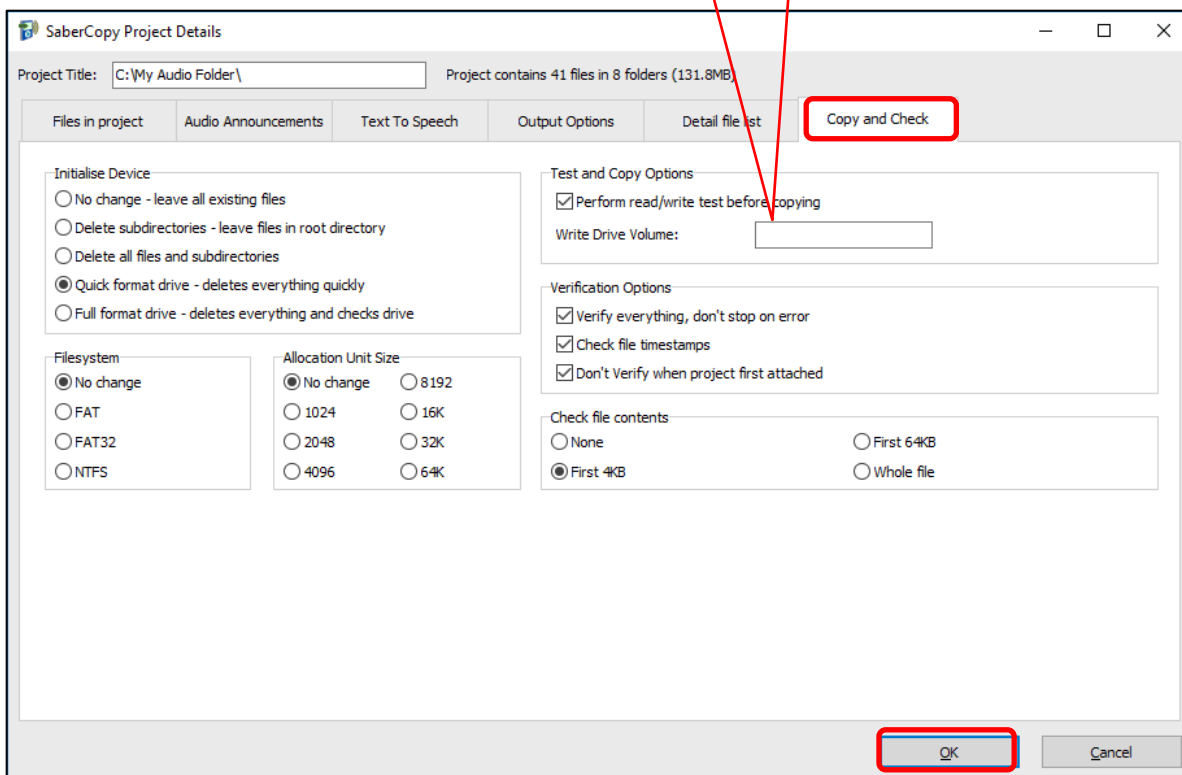 SaberCopy Project Details
Project Title: C:\My Audio Folder\ Project contains 41 files in 8 folders (131.8MB)
Files in project Audio Announcements Text To Speech Output Options Detail file list Copy and Check
Initialise Device
No change - leave all existing files
Delete subdirectories - leave files in root directory
Delete all files and subdirectories
Quick format drive - deletes everything quickly
Full format drive - deletes everything and checks drive
Filesystem
No change
FAT
FAT32
NTFS
Allocation Unit Size
No change 8192
1024 16K
2048 32K
4096 64K
Test and Copy Options
Perform read/write test before copying
Write Drive Volume:
Verification Options
Verify everything, don't stop on error
Check file timestamps
Don't Verify when project first attached
Check file contents
None First 64KB
First 4KB Whole file
OK Cancel